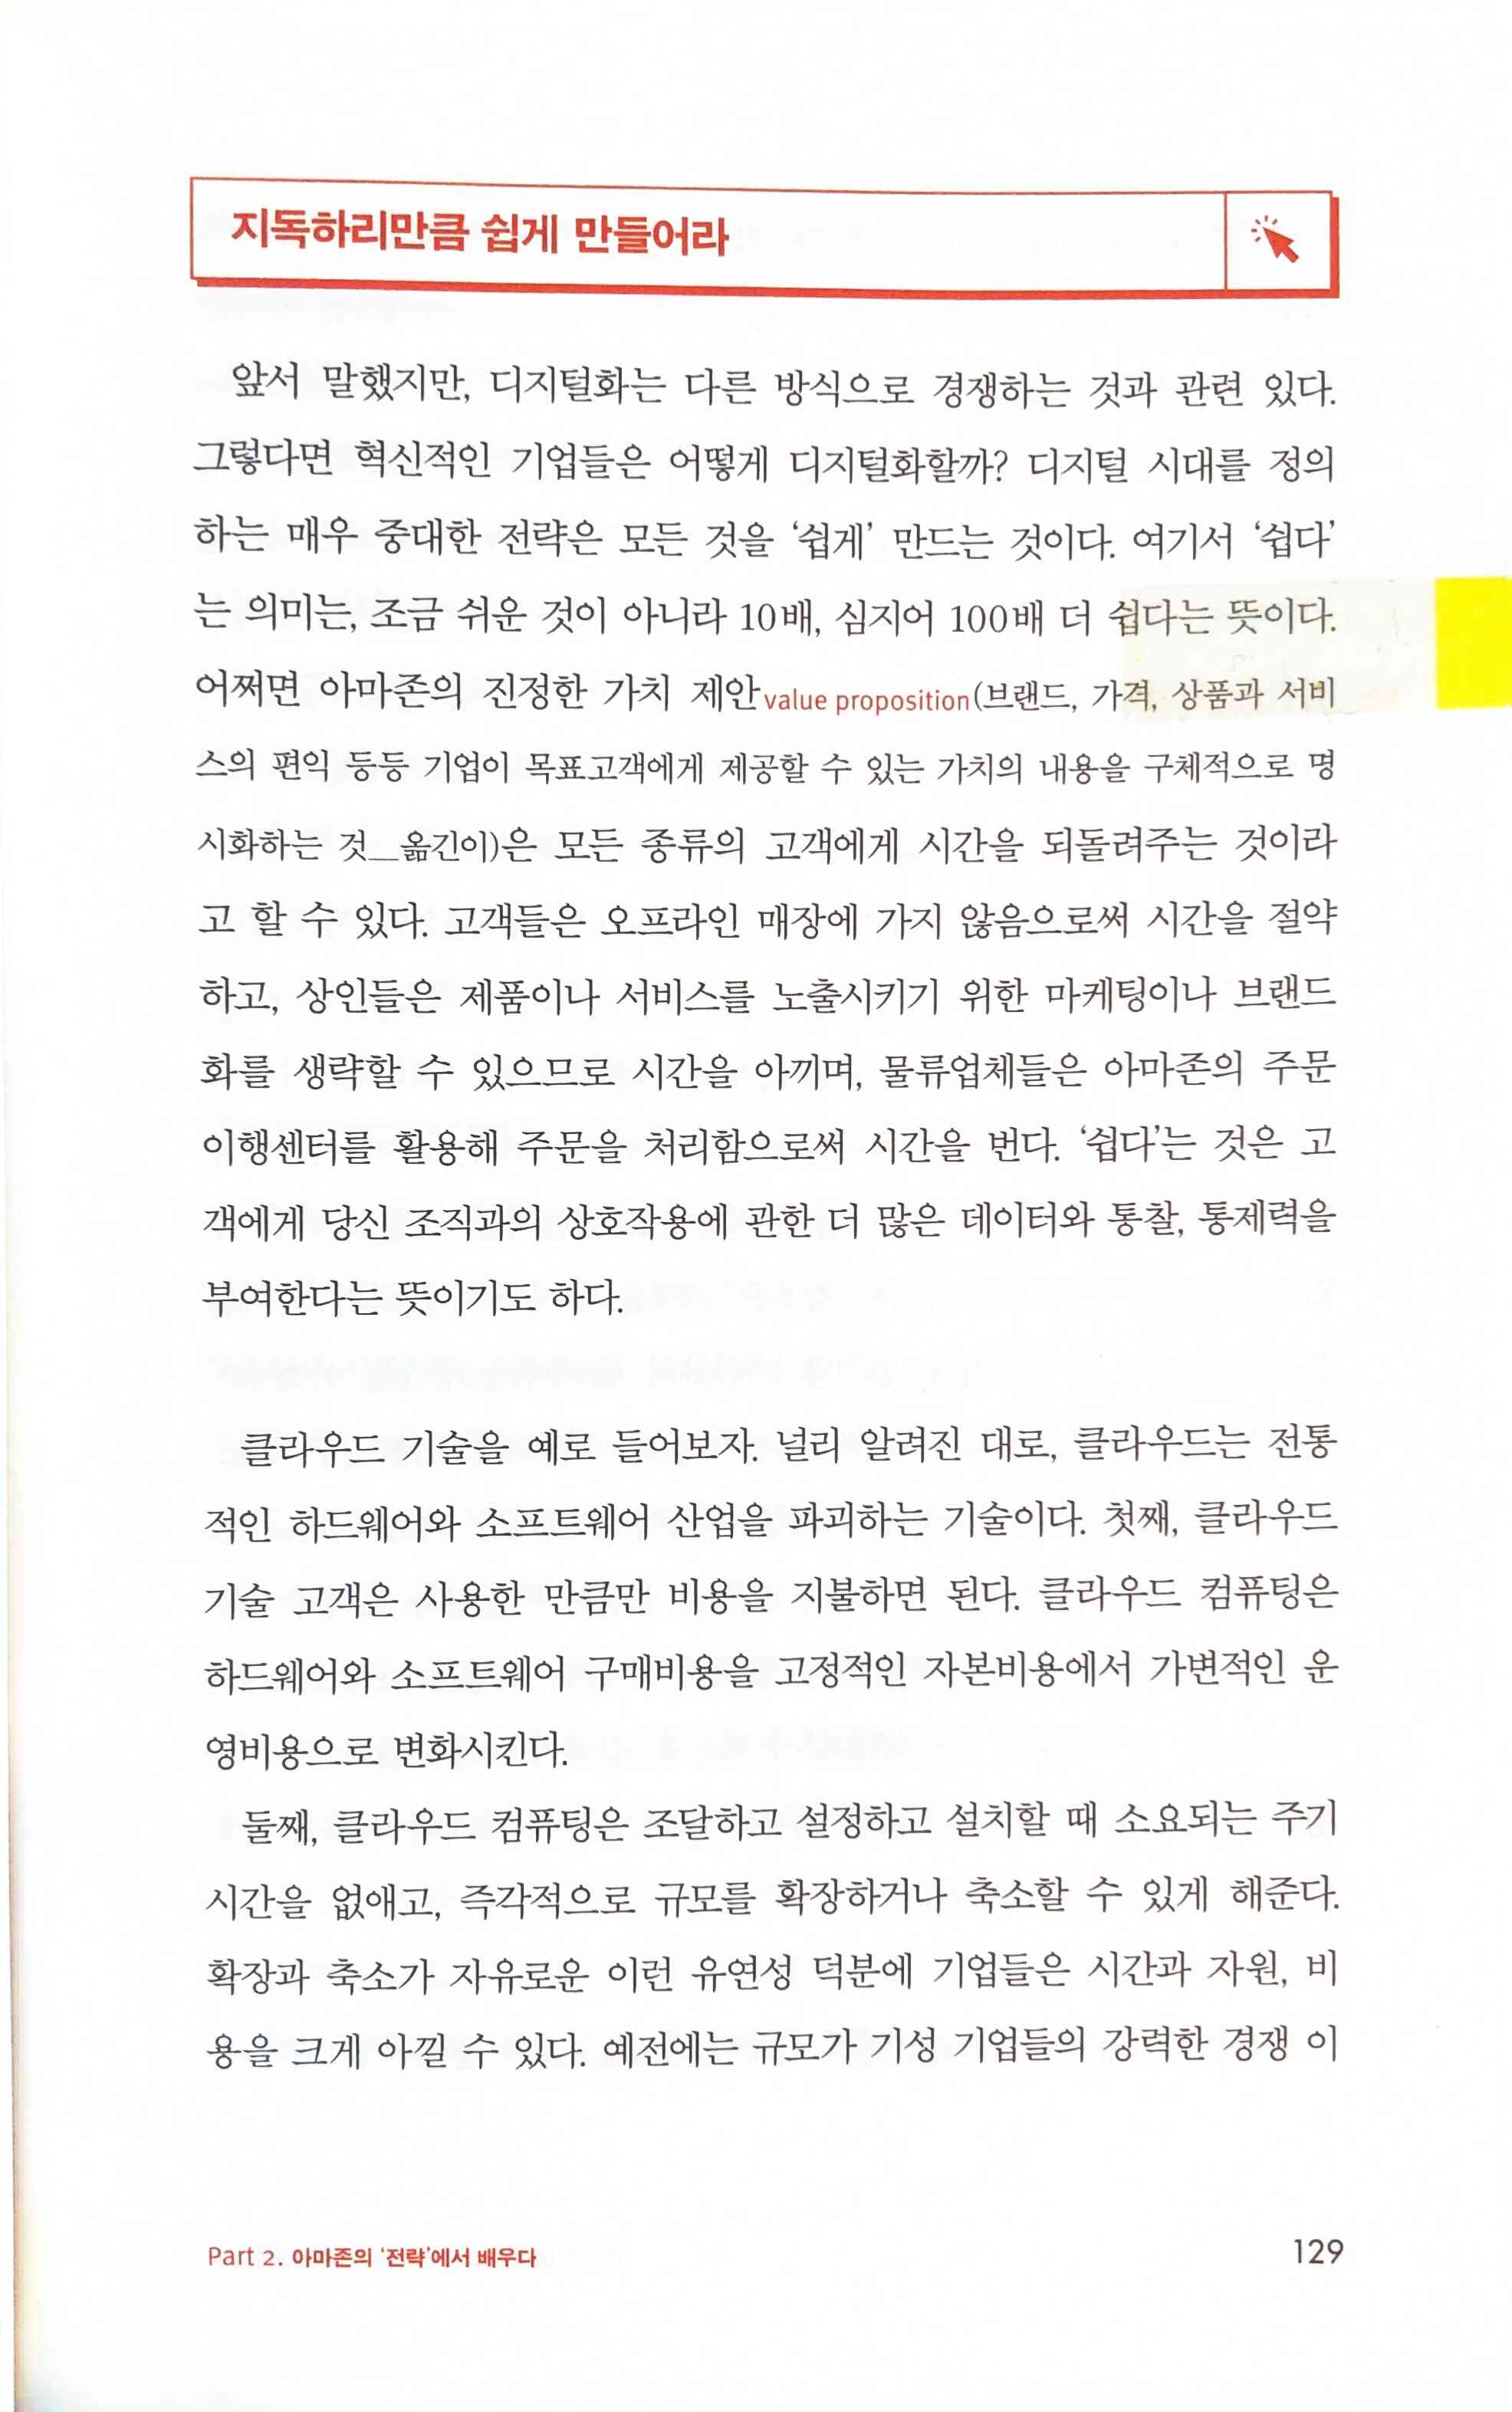 지독하리만큼 쉽게 만들어라
앞서 말했지만, 디지털화는 다른 방식으로 경쟁하는 것과 관련 있다.
그렇다면 혁신적인 기업들은 어떻게 디지털화할까? 디지털 시대를 정의
하는 매우 중대한 전략은 모든 것을 ‘쉽게’ 만드는 것이다. 여기서 ‘쉽다’
는 의미는, 조금 쉬운 것이 아니라 10배, 심지어 100배 더 쉽다는 뜻이다.
어쩌면 아마존의 진정한 가치 제안value proposition(브랜드, 가격, 상품과 서비
스의 편익 등등 기업이 목표고객에게 제공할 수 있는 가치의 내용을 구체적으로 명
시화하는 것_옮긴이)은 모든 종류의 고객에게 시간을 되돌려주는 것이라
고 할 수 있다. 고객들은 오프라인 매장에 가지 않음으로써 시간을 절약
하고, 상인들은 제품이나 서비스를 노출시키기 위한 마케팅이나 브랜드
화를 생략할 수 있으므로 시간을 아끼며, 물류업체들은 아마존의 주문
이행센터를 활용해 주문을 처리함으로써 시간을 번다. ‘쉽다’는 것은 고
객에게 당신 조직과의 상호작용에 관한 더 많은 데이터와 통찰, 통제력을
부여한다는 뜻이기도 하다.
클라우드 기술을 예로 들어보자. 널리 알려진 대로, 클라우드는 전통
적인 하드웨어와 소프트웨어 산업을 파괴하는 기술이다. 첫째, 클라우드
기술 고객은 사용한 만큼만 비용을 지불하면 된다. 클라우드 컴퓨팅은
하드웨어와 소프트웨어 구매비용을 고정적인 자본비용에서 가변적인 운
영비용으로 변화시킨다.
둘째, 클라우드 컴퓨팅은 조달하고 설정하고 설치할 때 소요되는 주기
시간을 없애고, 즉각적으로 규모를 확장하거나 축소할 수 있게 해준다.
확장과 축소가 자유로운 이런 유연성 덕분에 기업들은 시간과 자원, 비
용을 크게 아낄 수 있다. 예전에는 규모가 기성 기업들의 강력한 경쟁 이
Part 2. 아마존의 ‘전략’에서 배우다
129